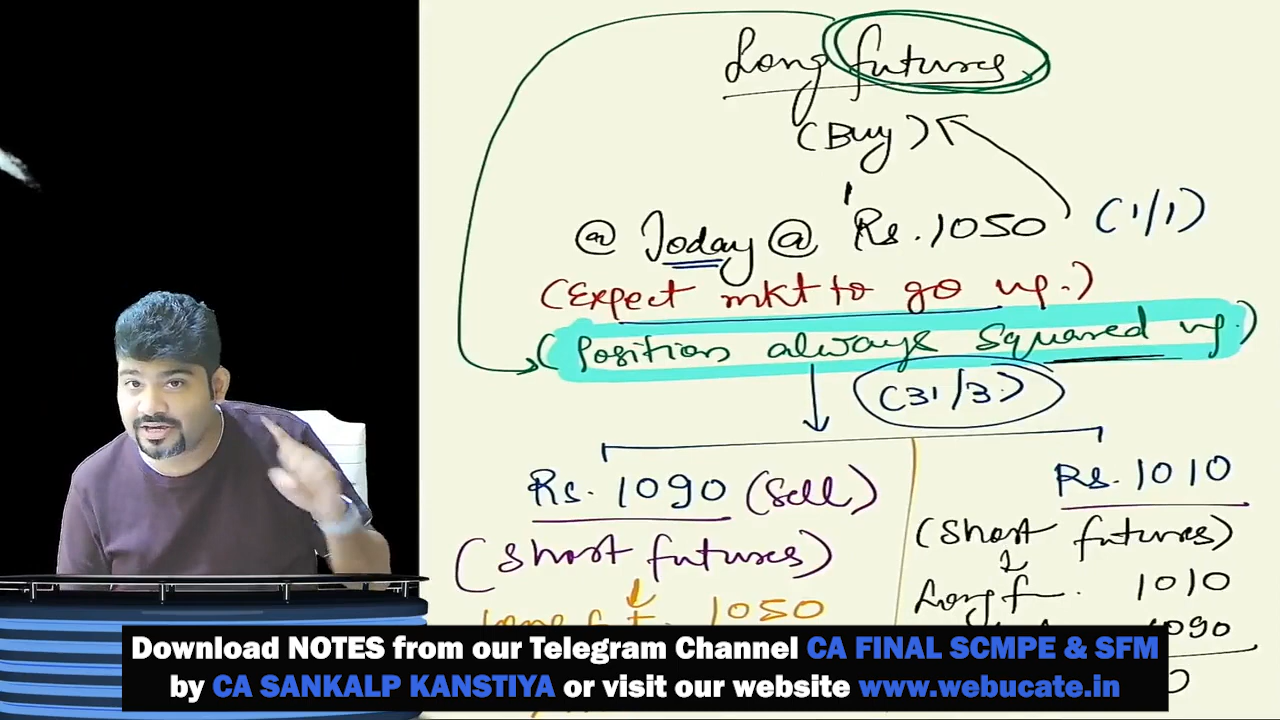 Long futures
(Buy)
@ Today @ Rs. 1050 (1/1)
(Expect mkt to go up.)
(Position always squared up.)
(31/3)
Rs. 1090 (Sell)
(Short futures)
1050
Rs. 1010
(Short futures)
Long f. 1010
1090
0
Download NOTES from our Telegram Channel CA FINAL SCMPE & SFM
by CA SANKALP KANSTIYA or visit our website www.webucate.in